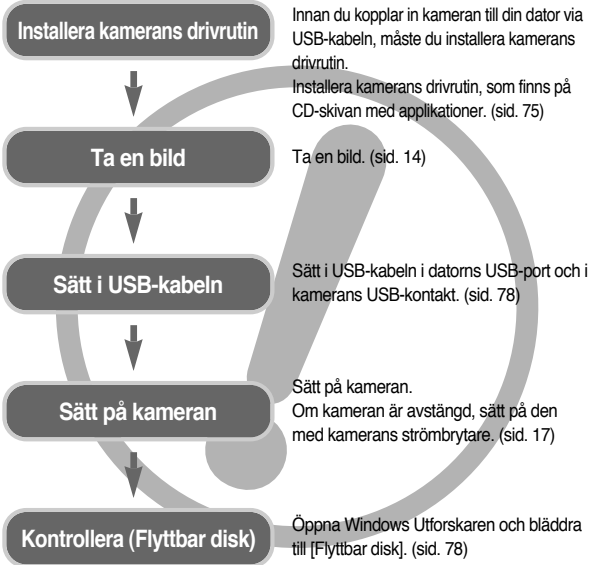 Installera kamerans drivrutin
Innan du kopplar in kameran till din dator via
USB-kabeln, måste du installera kamerans
drivrutin.
Installera kamerans drivrutin, som finns på
CD-skivan med applikationer. (sid. 75)
Ta en bild
Ta en bild. (sid. 14)
Sätt i USB-kabeln
Sätt i USB-kabeln i datorns USB-port och i
kamerans USB-kontakt. (sid. 78)
Sätt på kameran
Sätt på kameran.
Om kameran är avstängd, sätt på den
med kamerans strömbrytare. (sid. 17)
Kontrollera (Flyttbar disk)
Öppna Windows Utforskaren och bläddra
till [Flyttbar disk]. (sid. 78)